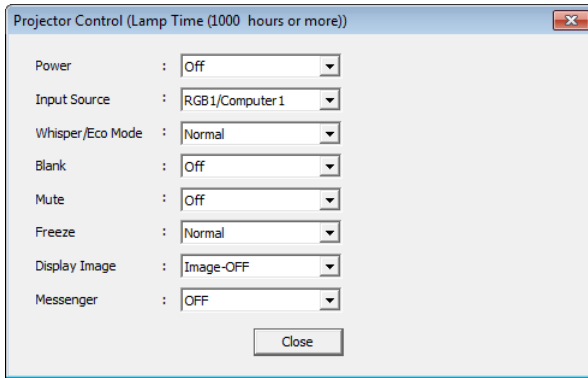 Projector Control (Lamp Time (1000 hours or more))
Power : Off
Input Source : RGB1/Computer1
Whisper/Eco Mode : Normal
Blank : Off
Mute : Off
Freeze : Normal
Display Image : Image-OFF
Messenger : OFF
Close